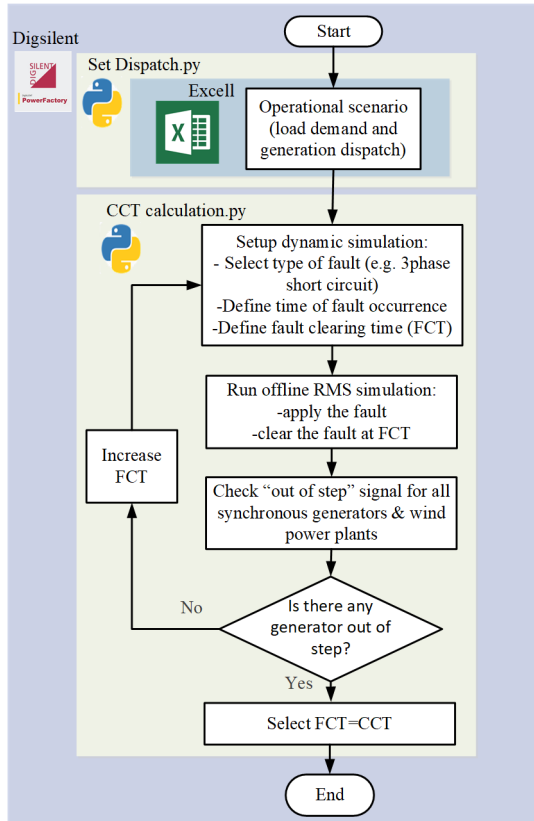 Start
Digsilent
DIG SILENT
PowerFactory
Set Dispatch.py
Excell
Operational scenario
(load demand and
generation dispatch)
CCT calculation.py
Setup dynamic simulation:
- Select type of fault (e.g. 3phase
short circuit)
-Define time of fault occurrence
-Define fault clearing time (FCT)
Run offline RMS simulation:
-apply the fault
-clear the fault at FCT
Increase
FCT
Check “out of step” signal for all
synchronous generators & wind
power plants
No
Is there any
generator out of
step?
Yes
Select FCT=CCT
End